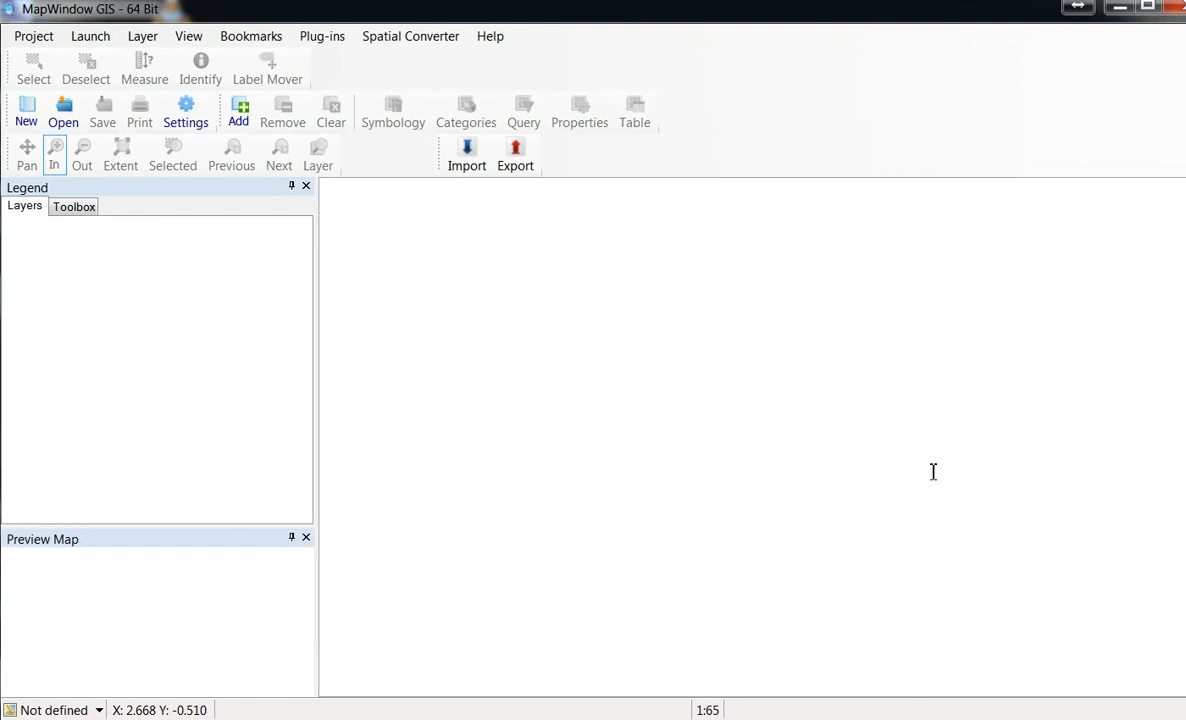 MapWindow GIS - 64 Bit
Project Launch Layer View Bookmarks Plug-ins Spatial Converter Help
Select Deselect Measure Identify Label Mover
New Open Save Print Settings Add Remove Clear Symbology Categories Query Properties Table
Pan In Out Extent Selected Previous Next Layer Import Export
Legend
Layers Toolbox
Preview Map
Not defined X: 2.668 Y: -0.510 1:65